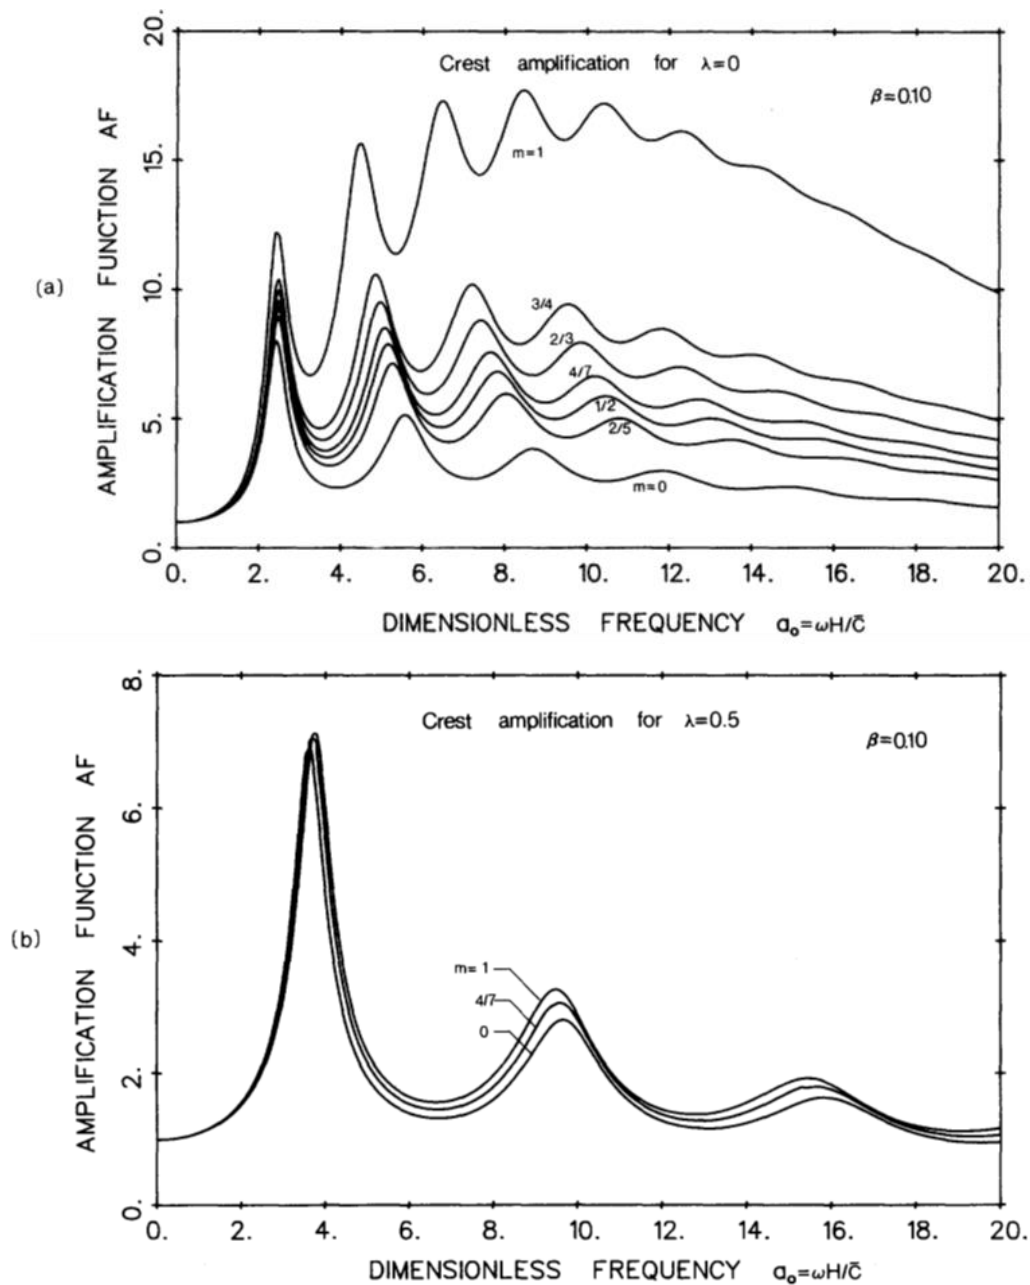 20.
15.
10.
5.
0.
AMPLIFICATION FUNCTION AF
(a)
Crest amplification for λ=0
β=0.10
m=1
3/4
2/3
4/7
1/2
2/5
m=0
0. 2. 4. 6. 8. 10. 12. 14. 16. 18. 20.
DIMENSIONLESS FREQUENCY a₀=ωH/C̄
8.
6.
4.
2.
0.
AMPLIFICATION FUNCTION AF
(b)
Crest amplification for λ=0.5
β=0.10
m= 1
4/7
0
0. 2. 4. 6. 8. 10. 12. 14. 16. 18. 20.
DIMENSIONLESS FREQUENCY a₀=ωH/C̄